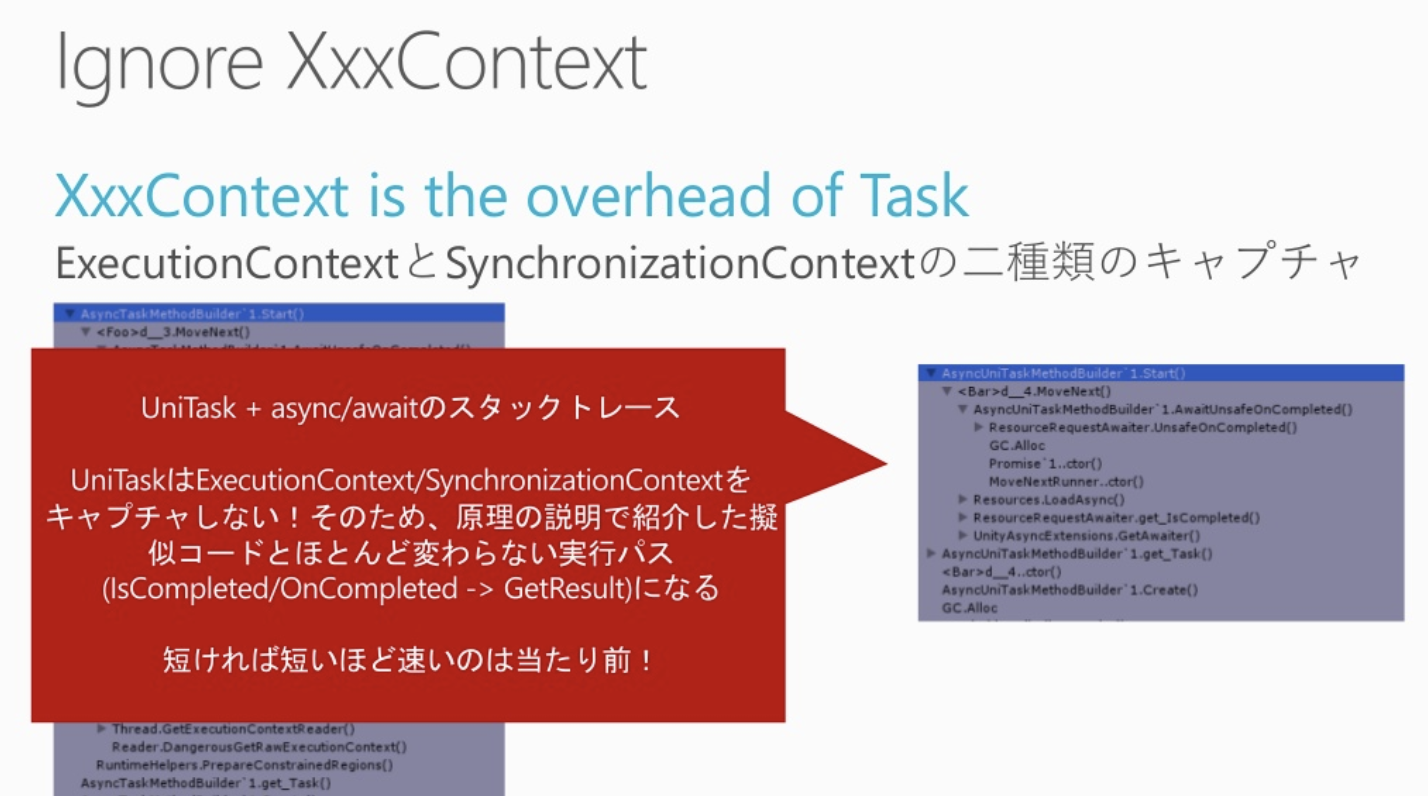 Ignore XxxContext
XxxContext is the overhead of Task
ExecutionContextとSynchronizationContextの二種類のキャプチャ
▼ AsyncTaskMethodBuilder`1.Start()
▼ <Foo>d__3.MoveNext()
UniTask + async/awaitのスタックトレース
UniTaskはExecutionContext/SynchronizationContextを
キャプチャしない！そのため、原理の説明で紹介した擬
似コードとほとんど変わらない実行パス
(IsCompleted/OnCompleted -> GetResult)になる
短ければ短いほど速いのは当たり前！
▶ Thread.GetExecutionContextReader()
Reader.DangerousGetRawExecutionContext()
RuntimeHelpers.PrepareConstrainedRegions()
AsyncTaskMethodBuilder`1.get_Task()
▼ AsyncUniTaskMethodBuilder`1.Start()
▼ <Bar>d__4.MoveNext()
▼ AsyncUniTaskMethodBuilder`1.AwaitUnsafeOnCompleted()
▶ ResourceRequestAwaiter.UnsafeOnCompleted()
GC.Alloc
Promise`1..ctor()
MoveNextRunner..ctor()
▶ Resources.LoadAsync()
▶ ResourceRequestAwaiter.get_IsCompleted()
▶ UnityAsyncExtensions.GetAwaiter()
▶ AsyncUniTaskMethodBuilder`1.get_Task()
<Bar>d__4..ctor()
AsyncUniTaskMethodBuilder`1.Create()
GC.Alloc